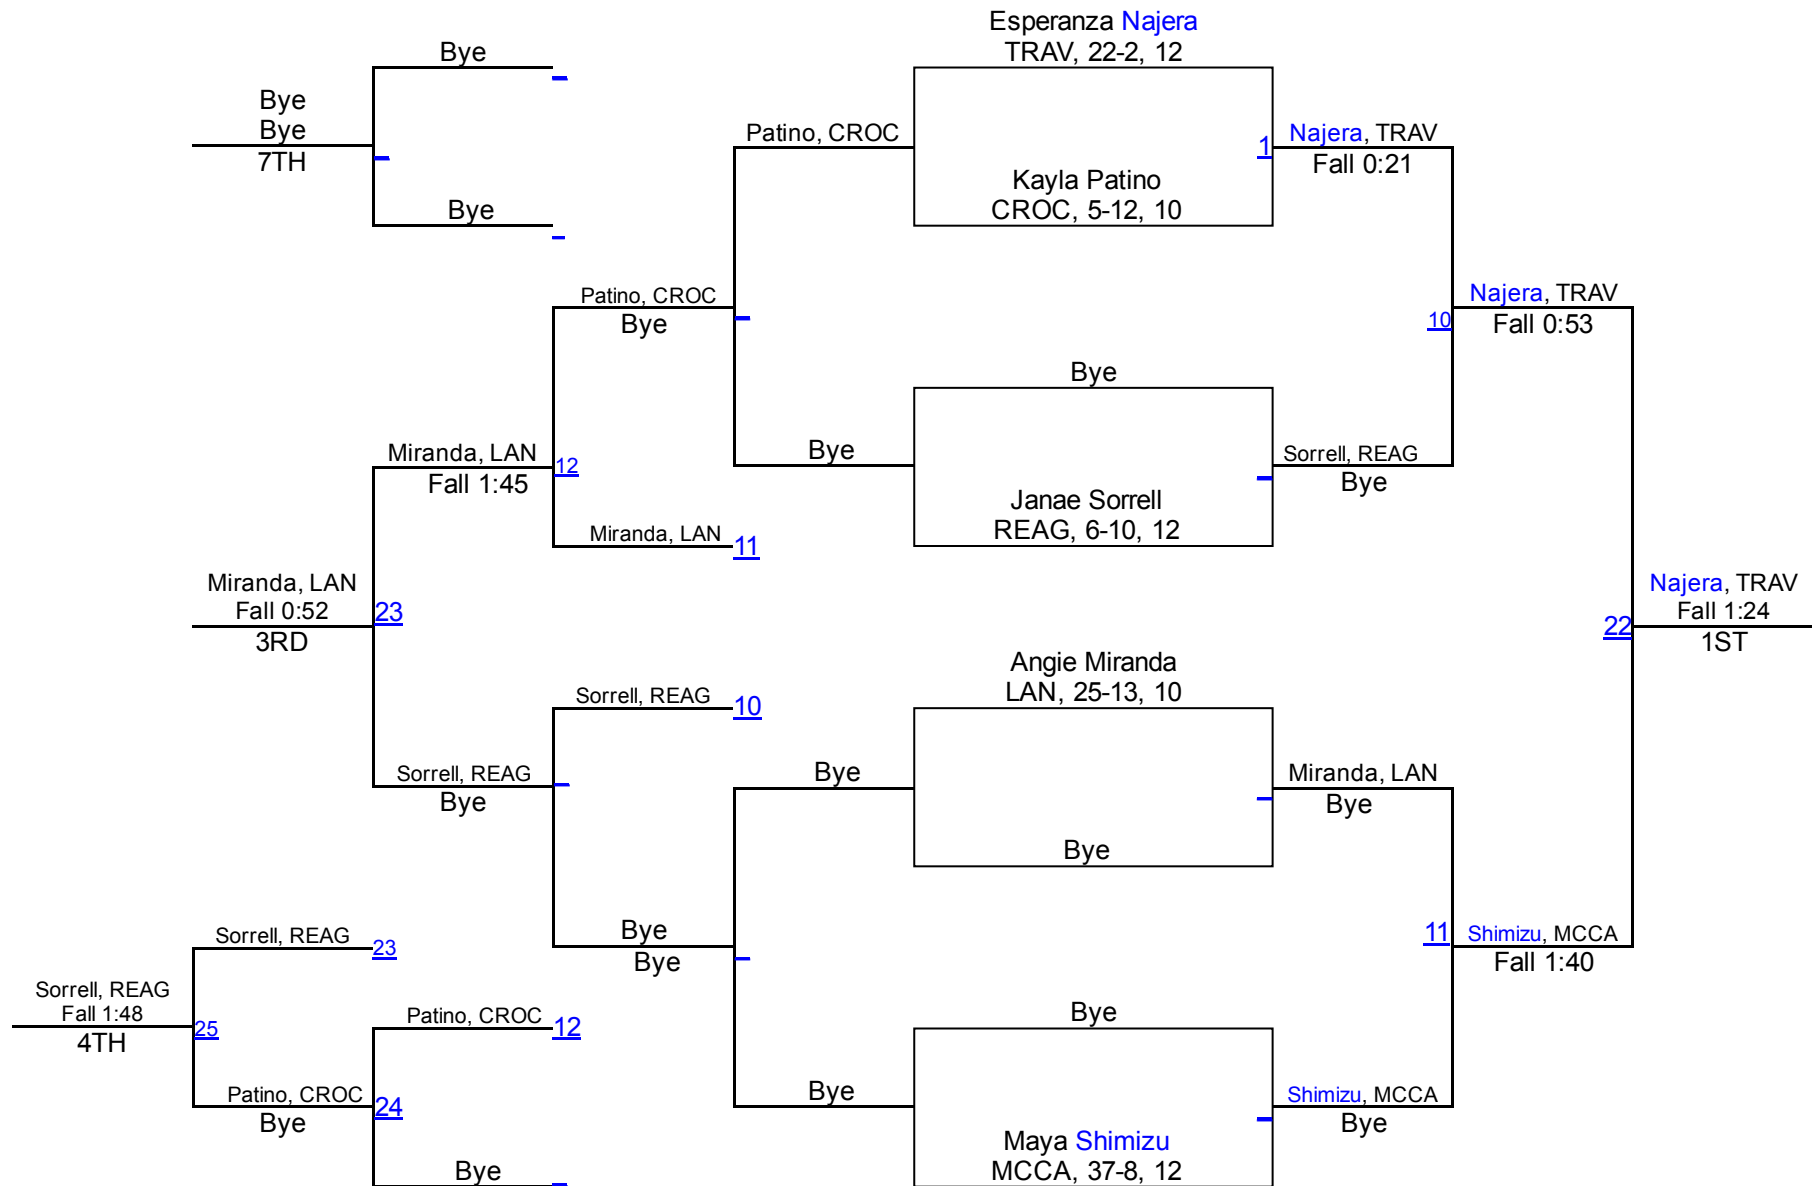 Esperanza Najera
TRAV, 22-2, 12
Bye
Bye
Bye
7TH
Bye
Patino, CROC
1
Najera, TRAV
Fall 0:21
Kayla Patino
CROC, 5-12, 10
Patino, CROC
Bye
10
Najera, TRAV
Fall 0:53
Bye
Miranda, LAN
Fall 1:45
12
Bye
Sorrell, REAG
Bye
Janae Sorrell
REAG, 6-10, 12
Miranda, LAN
11
Miranda, LAN
Fall 0:52
3RD
23
22
Najera, TRAV
Fall 1:24
1ST
Angie Miranda
LAN, 25-13, 10
Sorrell, REAG
10
Sorrell, REAG
Bye
Bye
Miranda, LAN
Bye
Bye
Bye
Bye
11
Shimizu, MCCA
Fall 1:40
Sorrell, REAG
23
Sorrell, REAG
Fall 1:48
4TH
25
Patino, CROC
12
Bye
Patino, CROC
Bye
24
Bye
Shimizu, MCCA
Bye
Maya Shimizu
MCCA, 37-8, 12
Bye